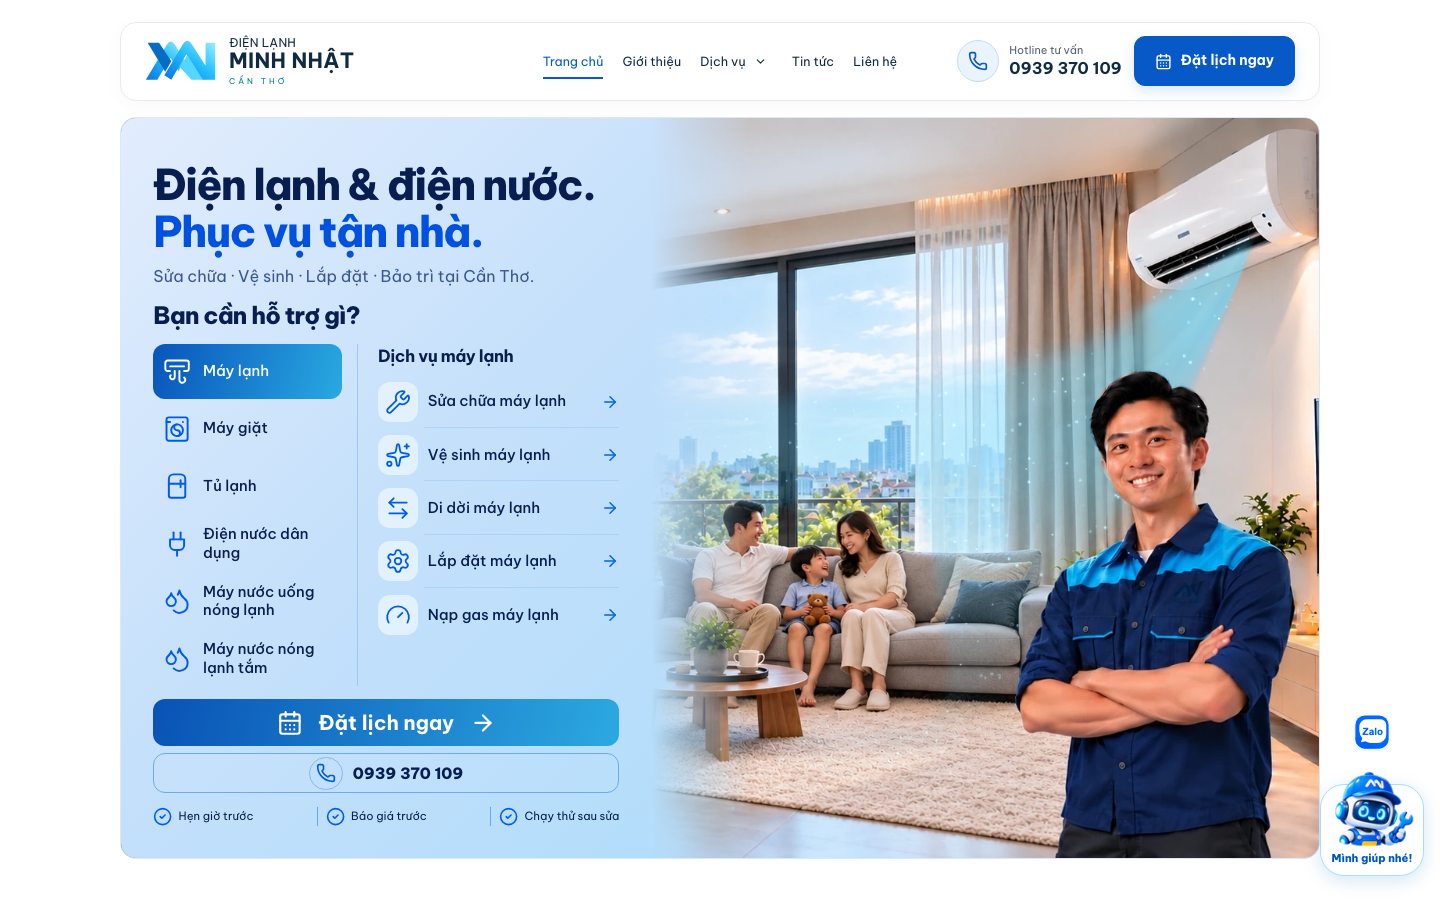 ĐIỆN LẠNH
MINH NHẬT
CẦN THƠ
Trang chủ
Giới thiệu
Dịch vụ
Tin tức
Liên hệ
Hotline tư vấn
0939 370 109
Đặt lịch ngay
Điện lạnh & điện nước.
Phục vụ tận nhà.
Sửa chữa · Vệ sinh · Lắp đặt · Bảo trì tại Cần Thơ.
Bạn cần hỗ trợ gì?
Máy lạnh
Máy giặt
Tủ lạnh
Điện nước dân
dụng
Máy nước uống
nóng lạnh
Máy nước nóng
lạnh tắm
Dịch vụ máy lạnh
Sửa chữa máy lạnh
Vệ sinh máy lạnh
Di dời máy lạnh
Lắp đặt máy lạnh
Nạp gas máy lạnh
Đặt lịch ngay
0939 370 109
Hẹn giờ trước
Báo giá trước
Chạy thử sau sửa
Zalo
Mình giúp nhé!